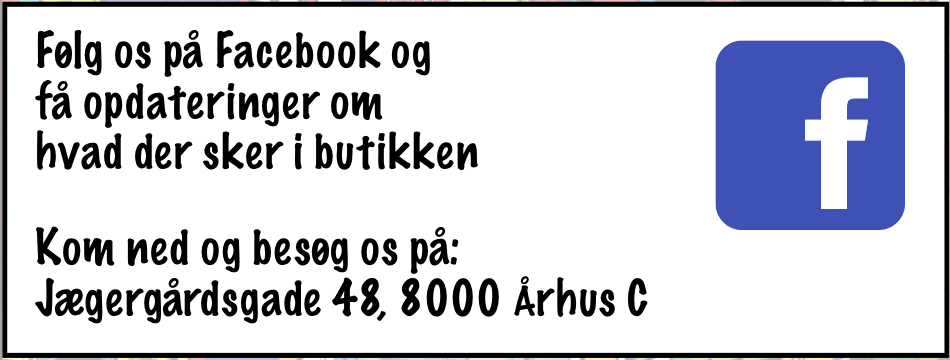 Følg os på Facebook og
få opdateringer om
hvad der sker i butikken
Kom ned og besøg os på:
Jægergårdsgade 48, 8000 Århus C
f